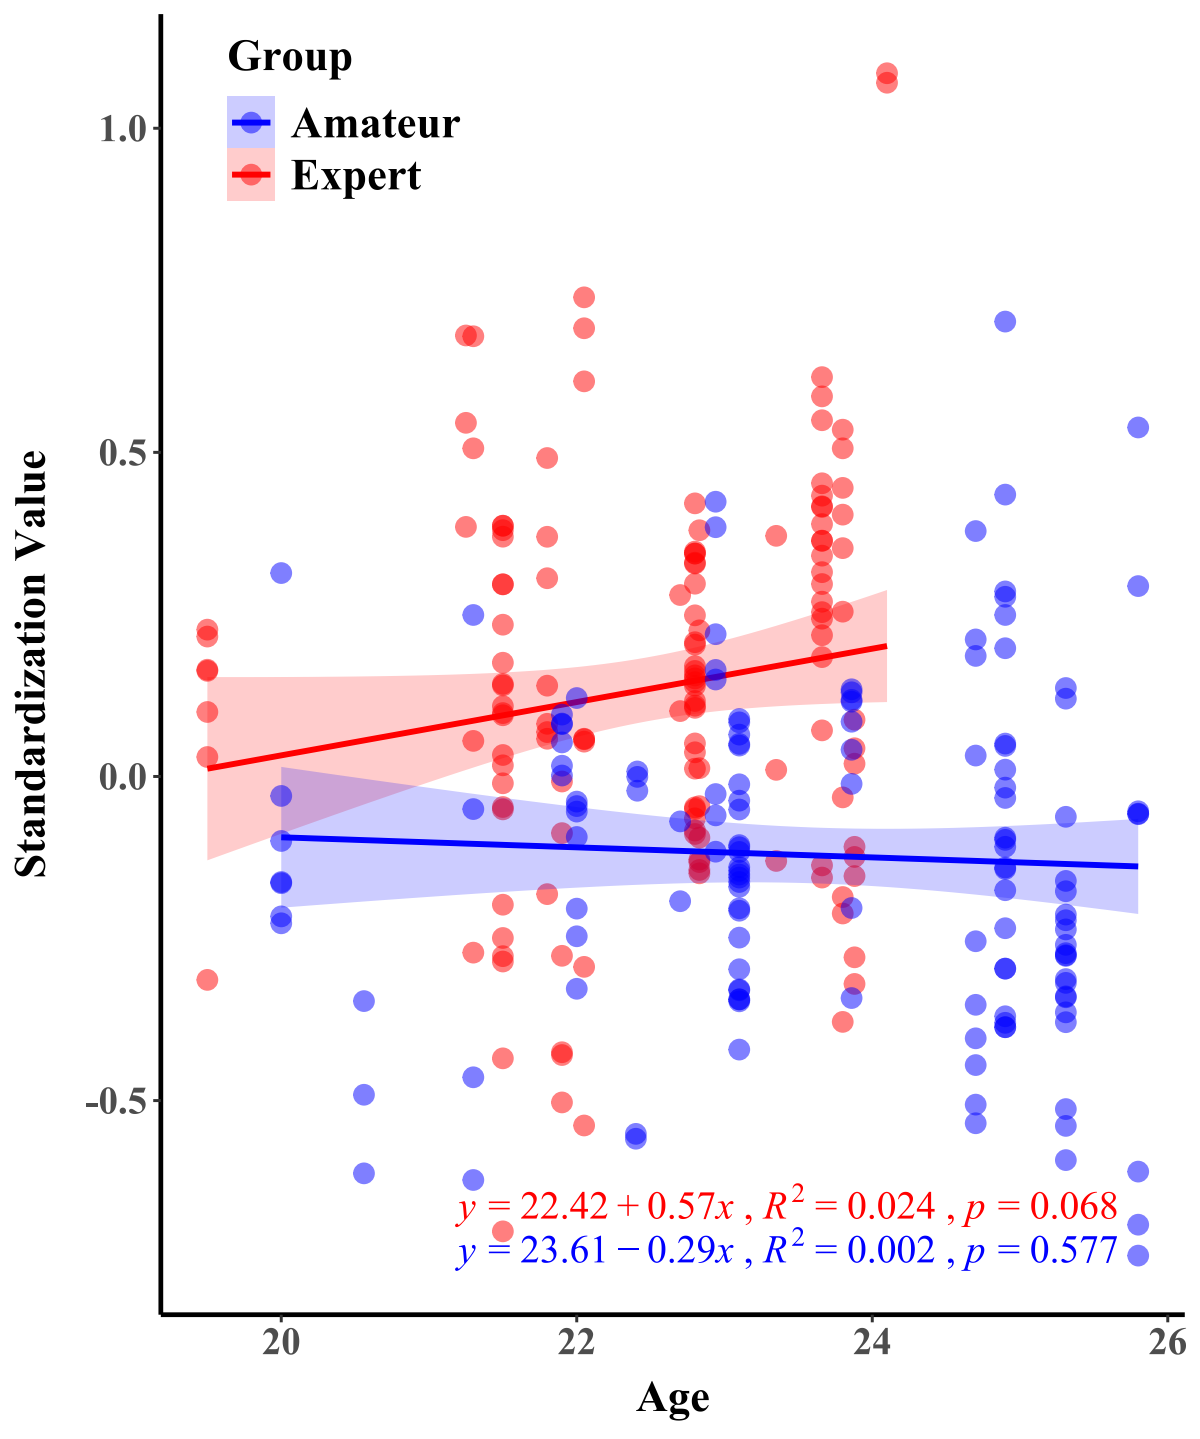 Group
Amateur
Expert
1.0
0.5
0.0
-0.5
Standardization Value
y = 22.42 + 0.57x , R² = 0.024 , p = 0.068
y = 23.61 − 0.29x , R² = 0.002 , p = 0.577
20 22 24 26
Age